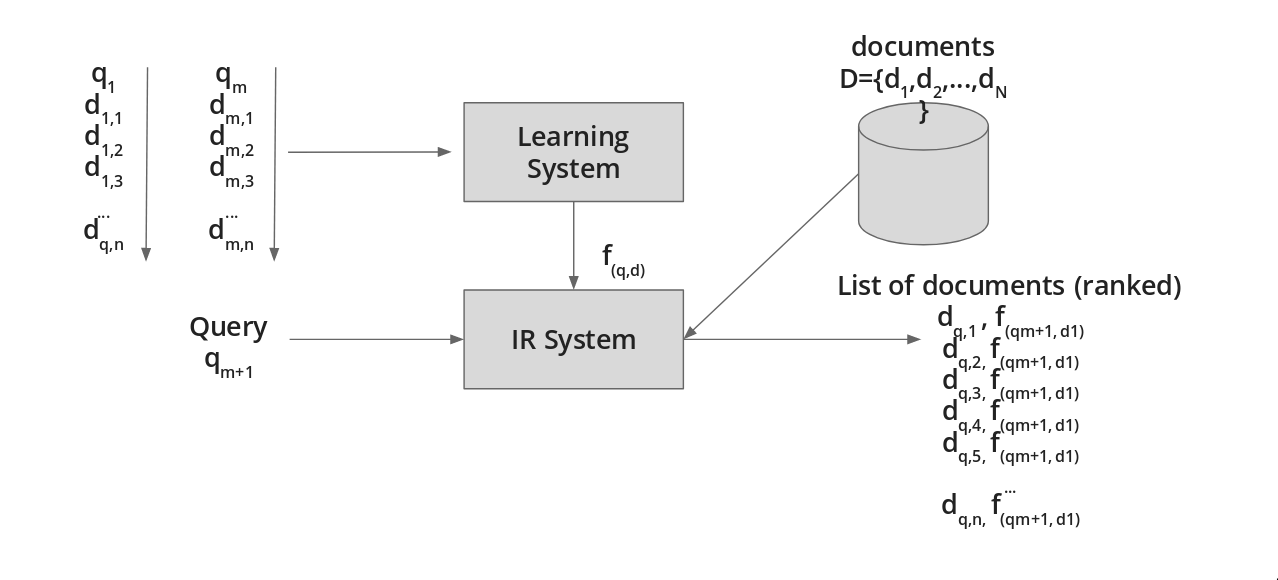 q1
d1,1
d1,2
d1,3
...
dq,n
qm
dm,1
dm,2
dm,3
...
dm,n
Learning
System
documents
D={d1,d2,...,dN
}
f(q,d)
Query
qm+1
IR System
List of documents (ranked)
dq,1 , f(qm+1, d1)
dq,2, f(qm+1, d1)
dq,3, f(qm+1, d1)
dq,4, f(qm+1, d1)
dq,5, f(qm+1, d1)
...
dq,n, f(qm+1, d1)